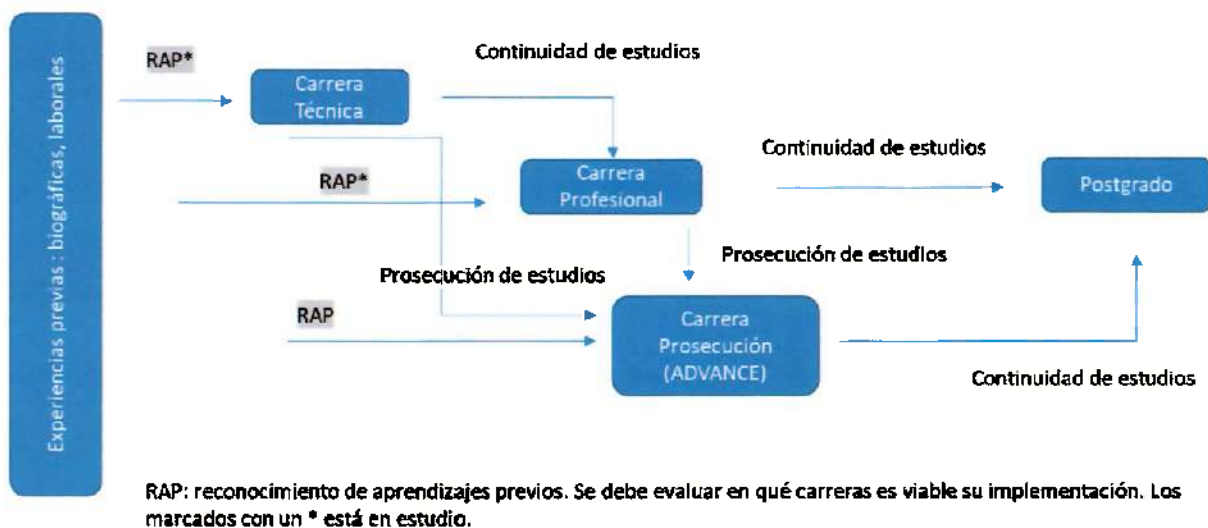 Experiencias previas : biográficas, laborales
RAP*
Carrera
Técnica
Continuidad de estudios
RAP*
Carrera
Profesional
Continuidad de estudios
Postgrado
Prosecución de estudios
Prosecución de estudios
RAP
Carrera
Prosecución
(ADVANCE)
Continuidad de estudios
RAP: reconocimiento de aprendizajes previos. Se debe evaluar en qué carreras es viable su implementación. Los
marcados con un * está en estudio.